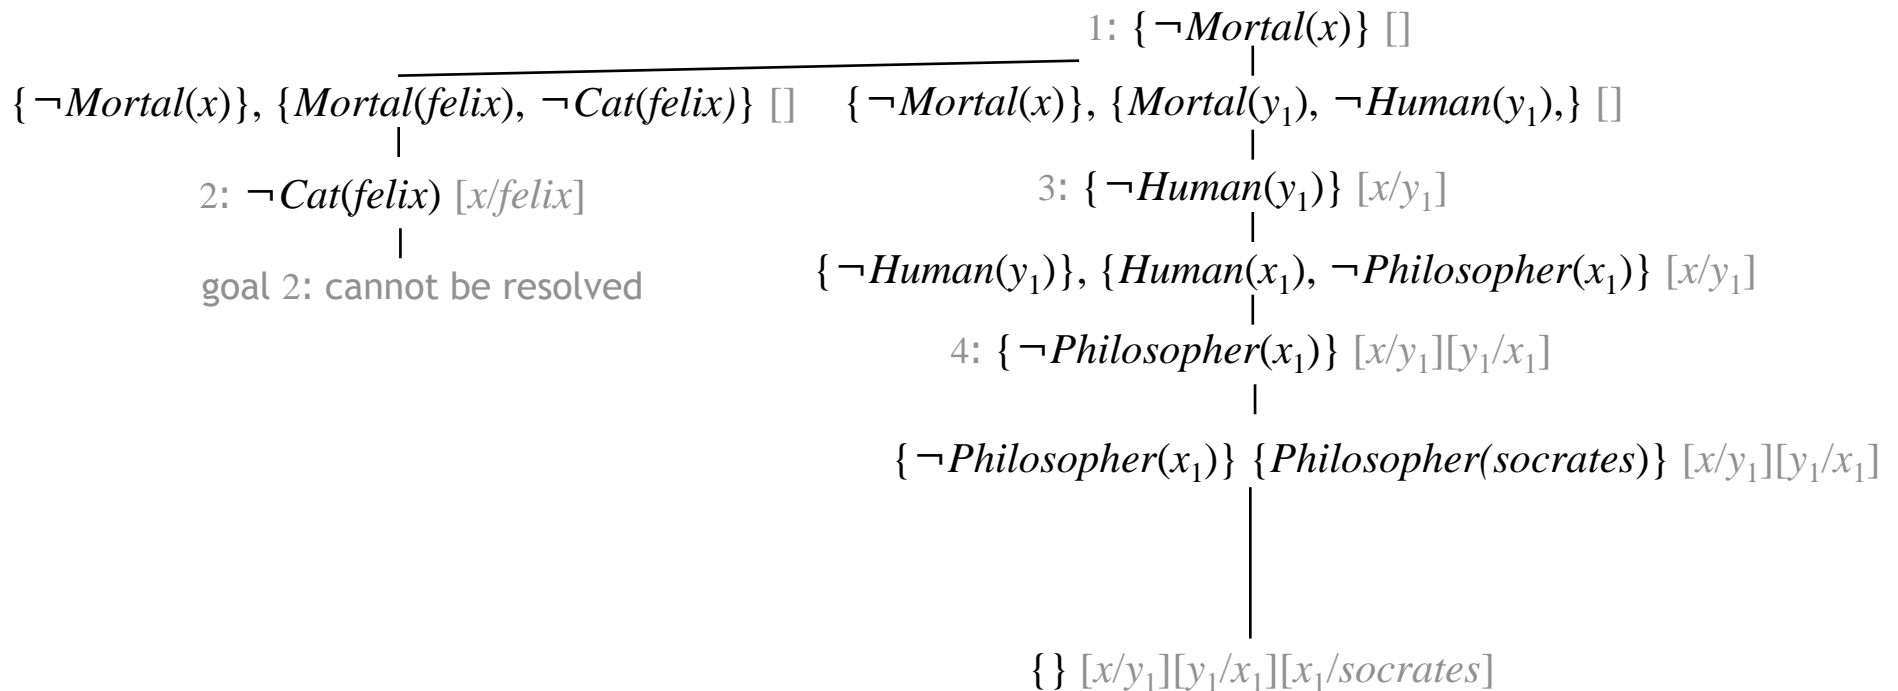 1: {¬Mortal(x)} []
{¬Mortal(x)}, {Mortal(felix), ¬Cat(felix)} []
{¬Mortal(x)}, {Mortal(y₁), ¬Human(y₁),} []
2: ¬Cat(felix) [x/felix]
3: {¬Human(y₁)} [x/y₁]
goal 2: cannot be resolved
{¬Human(y₁)}, {Human(x₁), ¬Philosopher(x₁)} [x/y₁]
4: {¬Philosopher(x₁)} [x/y₁][y₁/x₁]
{¬Philosopher(x₁)} {Philosopher(socrates)} [x/y₁][y₁/x₁]
{} [x/y₁][y₁/x₁][x₁/socrates]